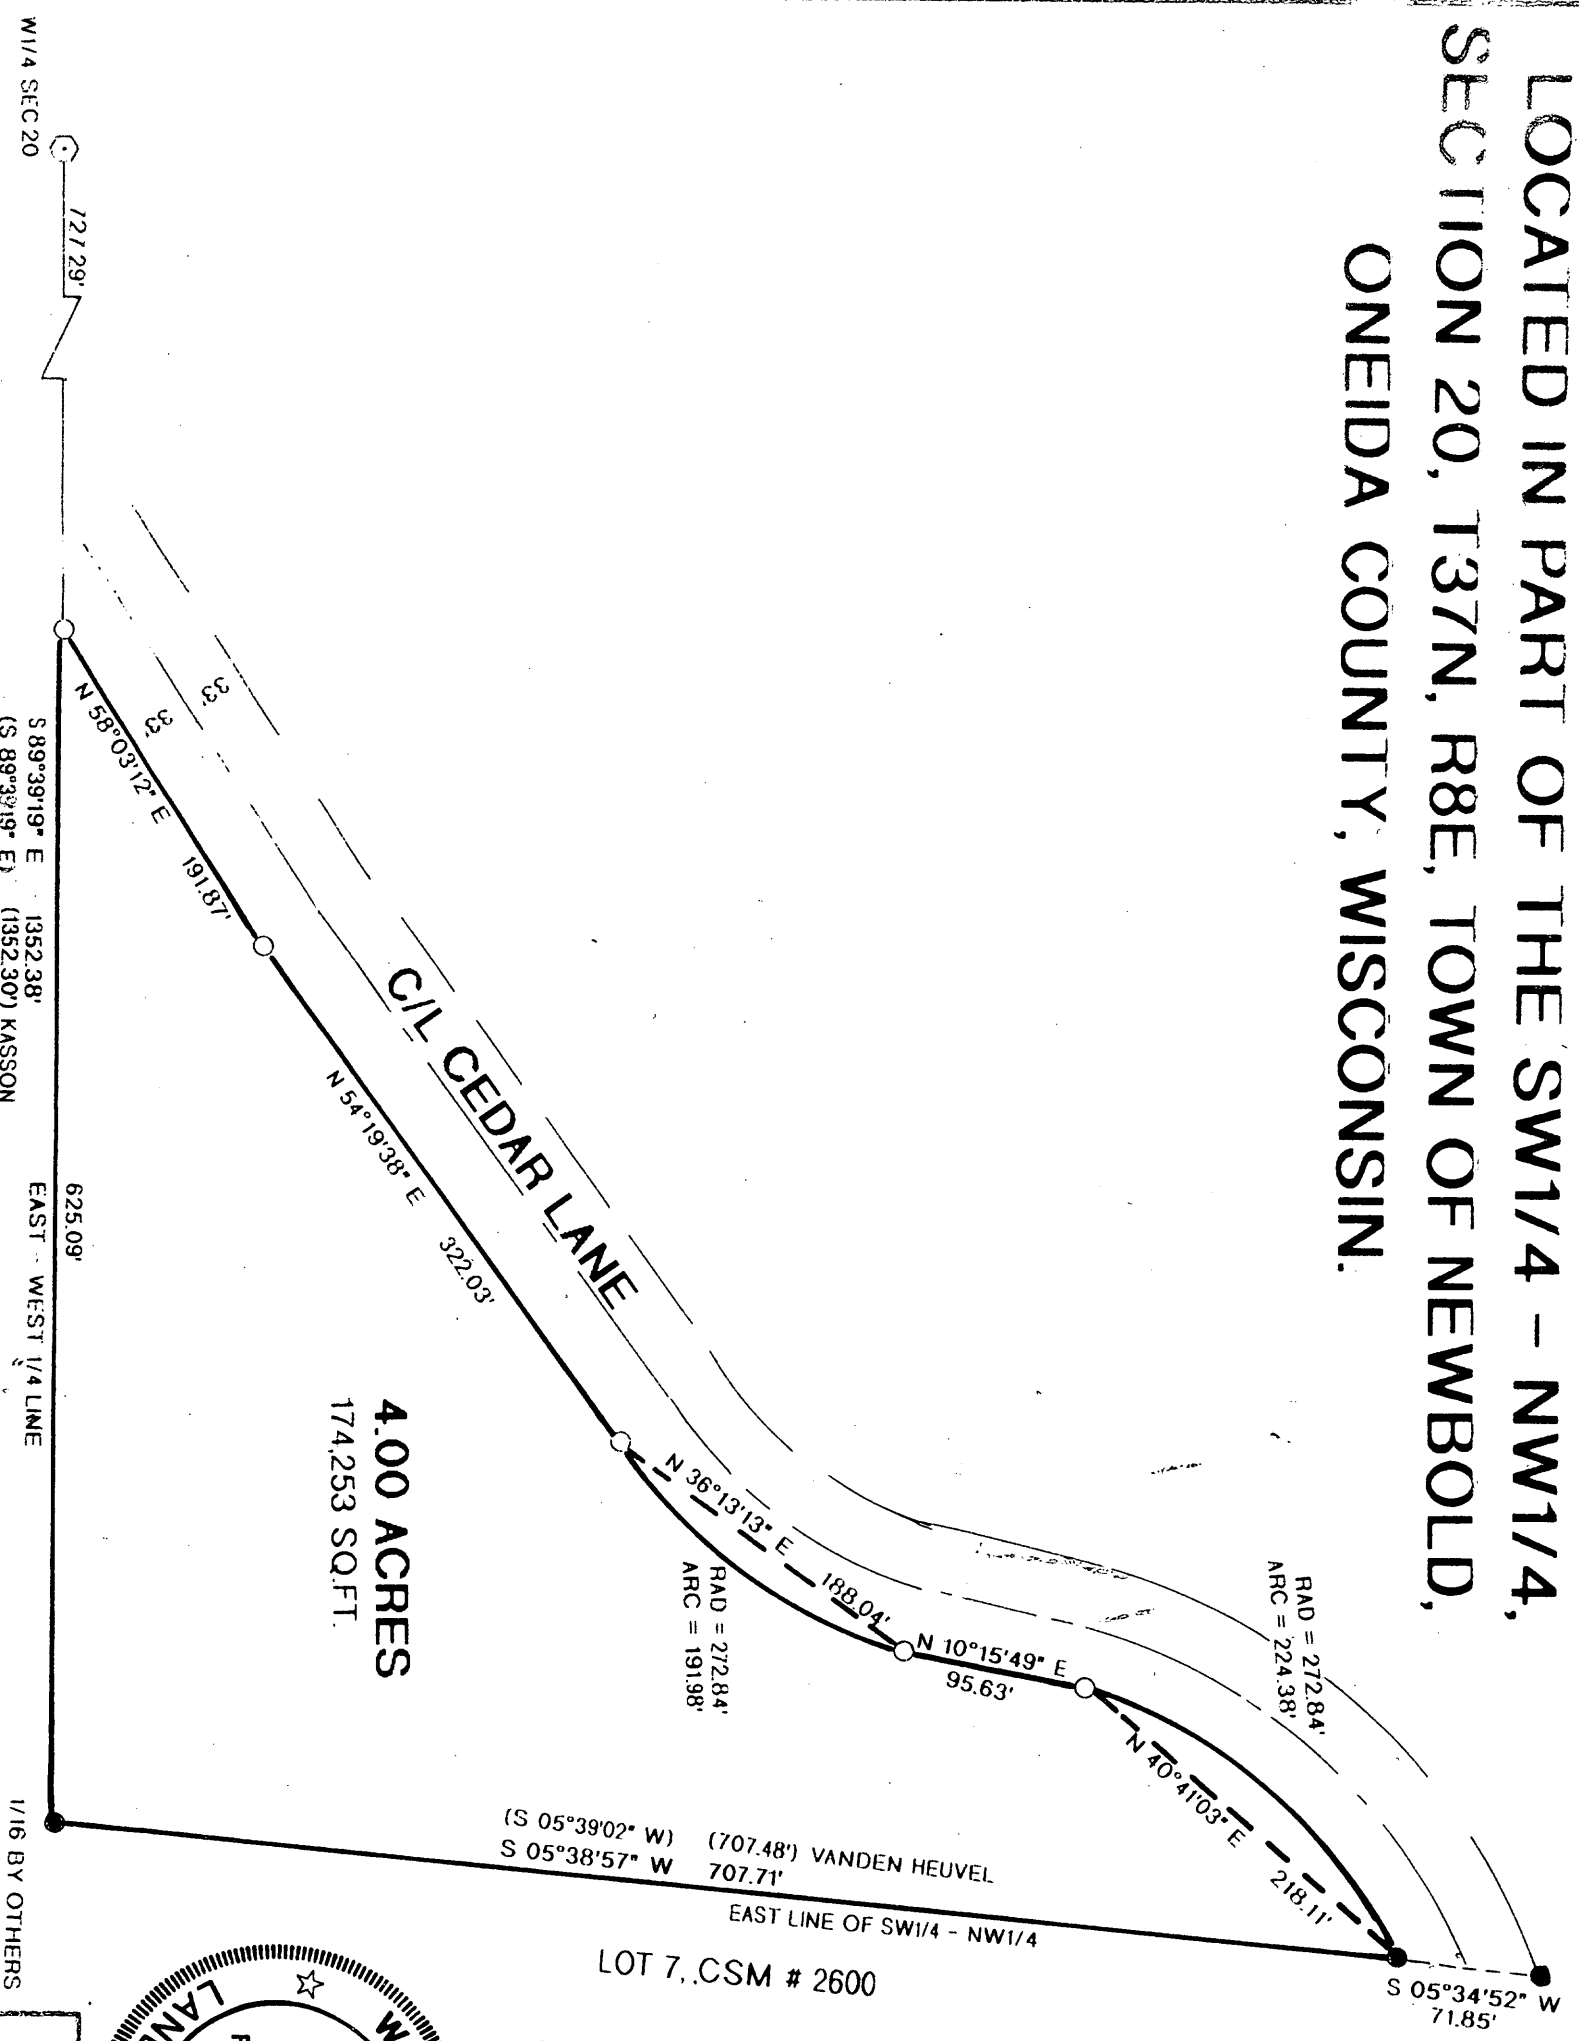 LOCATED IN PART OF THE SW1/4 - NW1/4,
SECTION 20, T37N, R8E, TOWN OF NEWBOLD,
ONEIDA COUNTY, WISCONSIN.
RAD = 272.84'
ARC = 224.38'
S 05°34'52" W
71.85'
N 40°41'03" E 218.11'
N 10°15'49" E
95.63'
N 36°13'13" E 188.04'
RAD = 272.84'
ARC = 191.98'
C/L CEDAR LANE
33'
33'
N 54°19'38" E 322.03'
N 58°03'12" E 191.87'
4.00 ACRES
174,253 SQ.FT.
(S 05°39'02" W) (707.48') VANDEN HEUVEL
S 05°38'57" W 707.71'
EAST LINE OF SW1/4 - NW1/4
LOT 7, CSM # 2600
727.29'
W1/4 SEC 20
625.09'
S 89°39'19" E 1352.38'
(S 89°39'19" E) (1352.30') KASSON
EAST - WEST 1/4 LINE
1/16 BY OTHERS